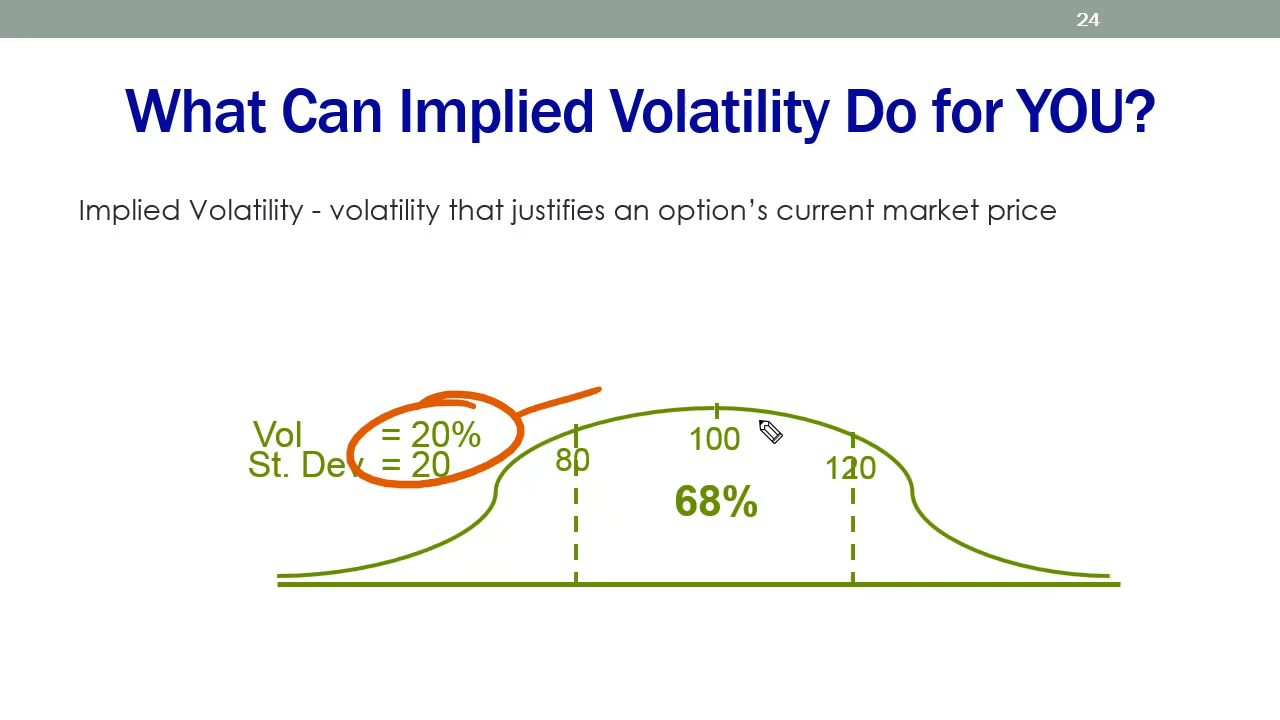 24
What Can Implied Volatility Do for YOU?
Implied Volatility - volatility that justifies an option’s current market price
Vol = 20%
St. Dev = 20
80
100
120
68%